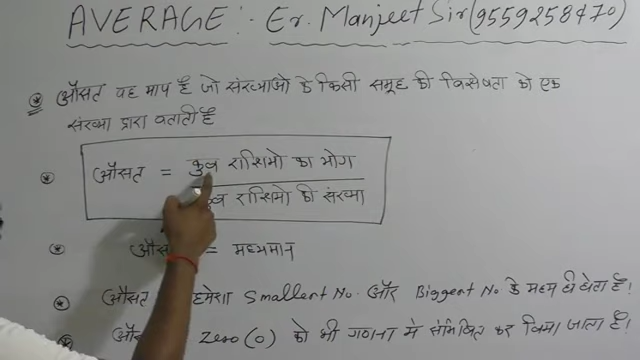 AVERAGE:- Er. Manjeet Sir (9559258470)
औसत वह माप है जो संख्याओ के किसी समूह की विशेषता को एक
संख्या द्वारा बताती है
औसत = कुल राशियो का योग
राशियो की संख्या
= मध्यमान
औसत हमेशा Smallest No. और Biggest No के मध्य ही होता है!
Zero (0) को भी गणना मे सम्मिलित कर लिया जाता है!